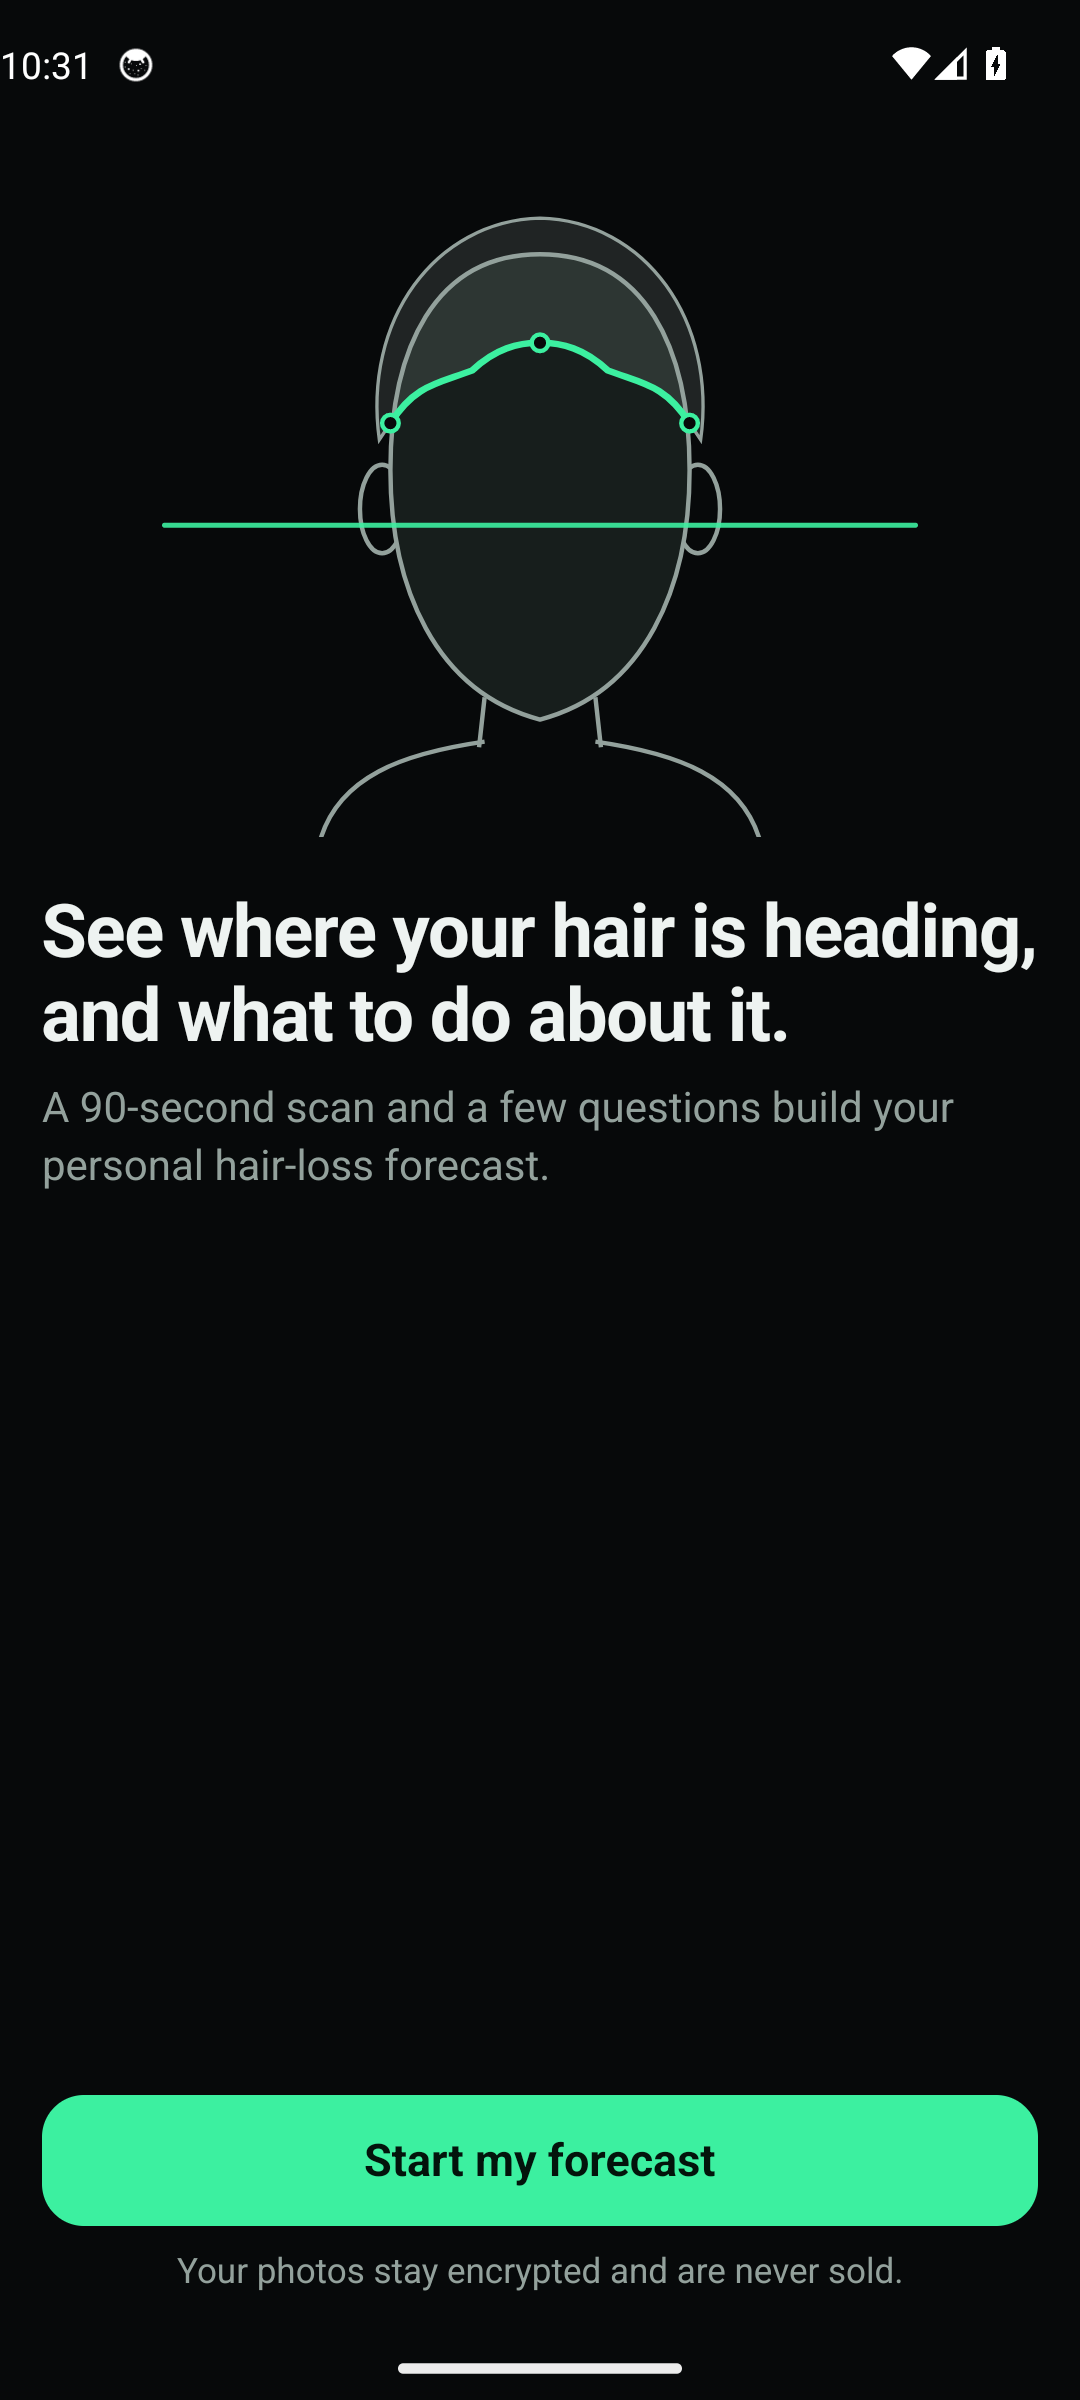 10:31
See where your hair is heading,
and what to do about it.
A 90-second scan and a few questions build your
personal hair-loss forecast.
Start my forecast
Your photos stay encrypted and are never sold.